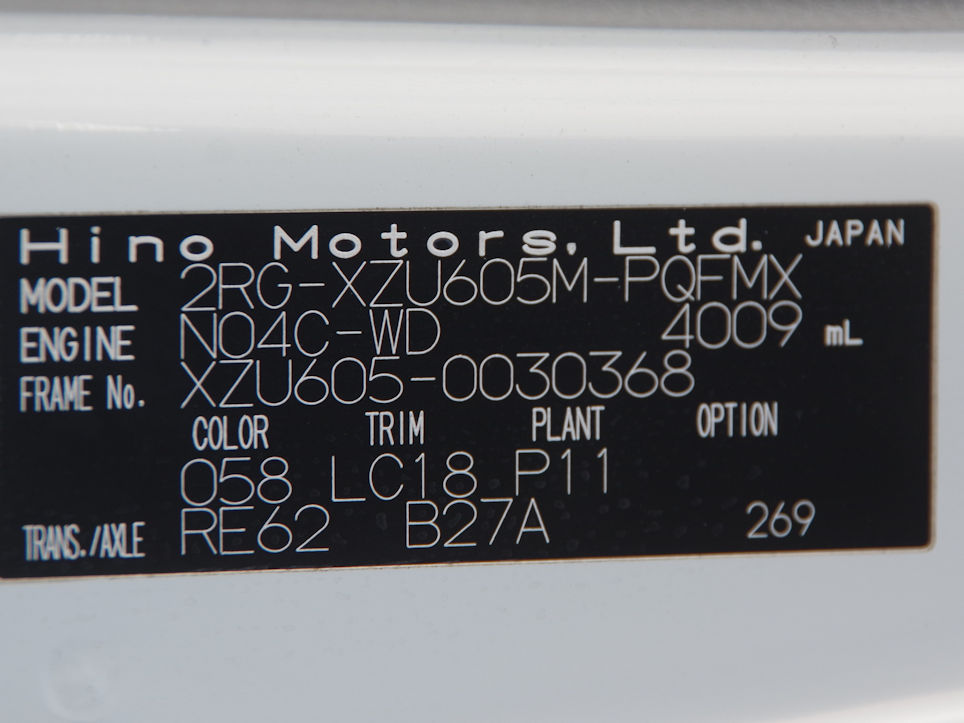 Hino Motors, Ltd. JAPAN
MODEL 2RG-XZU605M-PQFMX
ENGINE N04C-WD 4009 mL
FRAME No. XZU605-0030368
COLOR TRIM PLANT OPTION
058 LC18 P11
TRANS./AXLE RE62 B27A 269